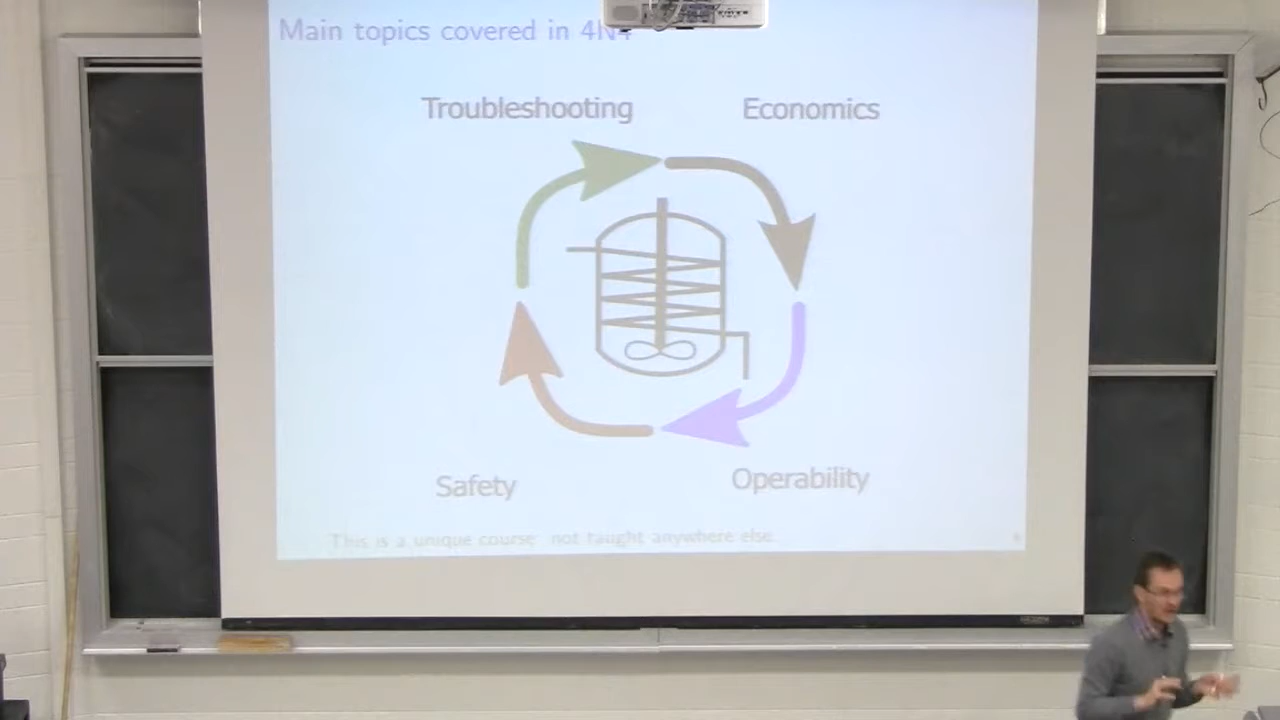 Main topics covered in 4N4
Troubleshooting
Economics
Safety
Operability
This is a unique course not taught anywhere else